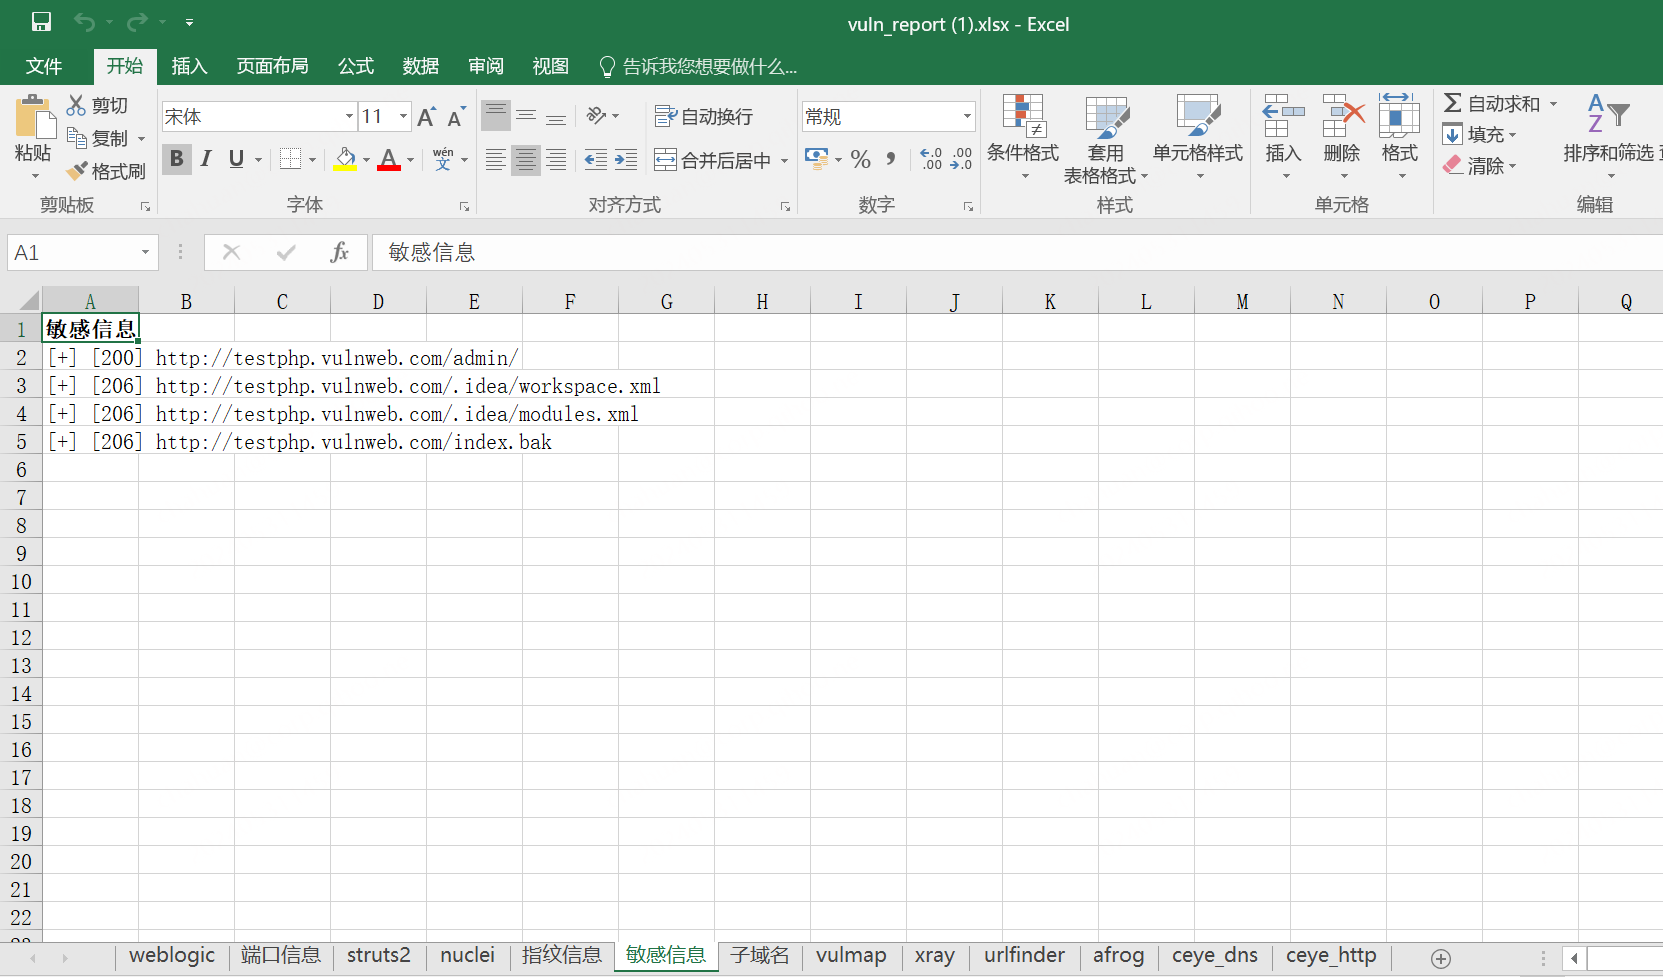 vuln_report (1).xlsx - Excel
文件 开始 插入 页面布局 公式 数据 审阅 视图 告诉我您想要做什么...
粘贴 剪切 复制 格式刷
剪贴板
宋体 11
B I U wén 文
字体
自动换行
合并后居中
对齐方式
常规
% , .0 .00 .00 .0
数字
条件格式 套用 表格格式 单元格样式
样式
插入 删除 格式
单元格
Σ 自动求和 填充 清除
A Z 排序和筛选
编辑
A1 fx 敏感信息
A B C D E F G H I J K L M N O P Q
1 敏感信息
2 [+] [200] http://testphp.vulnweb.com/admin/
3 [+] [206] http://testphp.vulnweb.com/.idea/workspace.xml
4 [+] [206] http://testphp.vulnweb.com/.idea/modules.xml
5 [+] [206] http://testphp.vulnweb.com/index.bak
6
7
8
9
10
11
12
13
14
15
16
17
18
19
20
21
22
weblogic 端口信息 struts2 nuclei 指纹信息 敏感信息 子域名 vulmap xray urlfinder afrog ceye_dns ceye_http